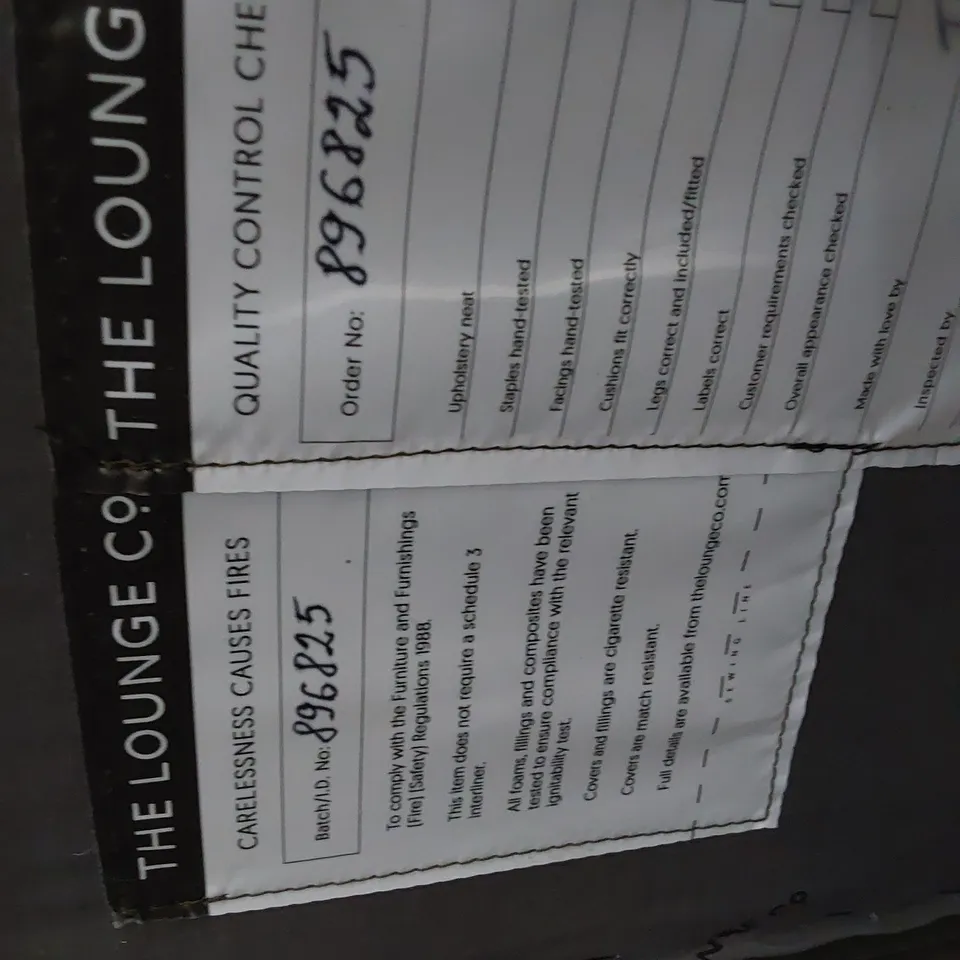 THE LOUNGE CO.
CARELESSNESS CAUSES FIRES
Batch/I.D. No: 896825
To comply with the Furniture and Furnishings
(Fire) (Safety) Regulations 1988.
This item does not require a schedule 3
interliner.
All foams, fillings and composites have been
tested to ensure compliance with the relevant
ignitability test.
Covers and fillings are cigarette resistant.
Covers are match resistant.
Full details are available from theloungeco.com
SEWING LINE
THE LOUNG
QUALITY CONTROL CHE
Order No: 896825
Upholstery neat
Staples hand-tested
Facings hand-tested
Cushions fit correctly
Legs correct and included/fitted
Labels correct
Customer requirements checked
Overall appearance checked
Made with love by
Inspected by